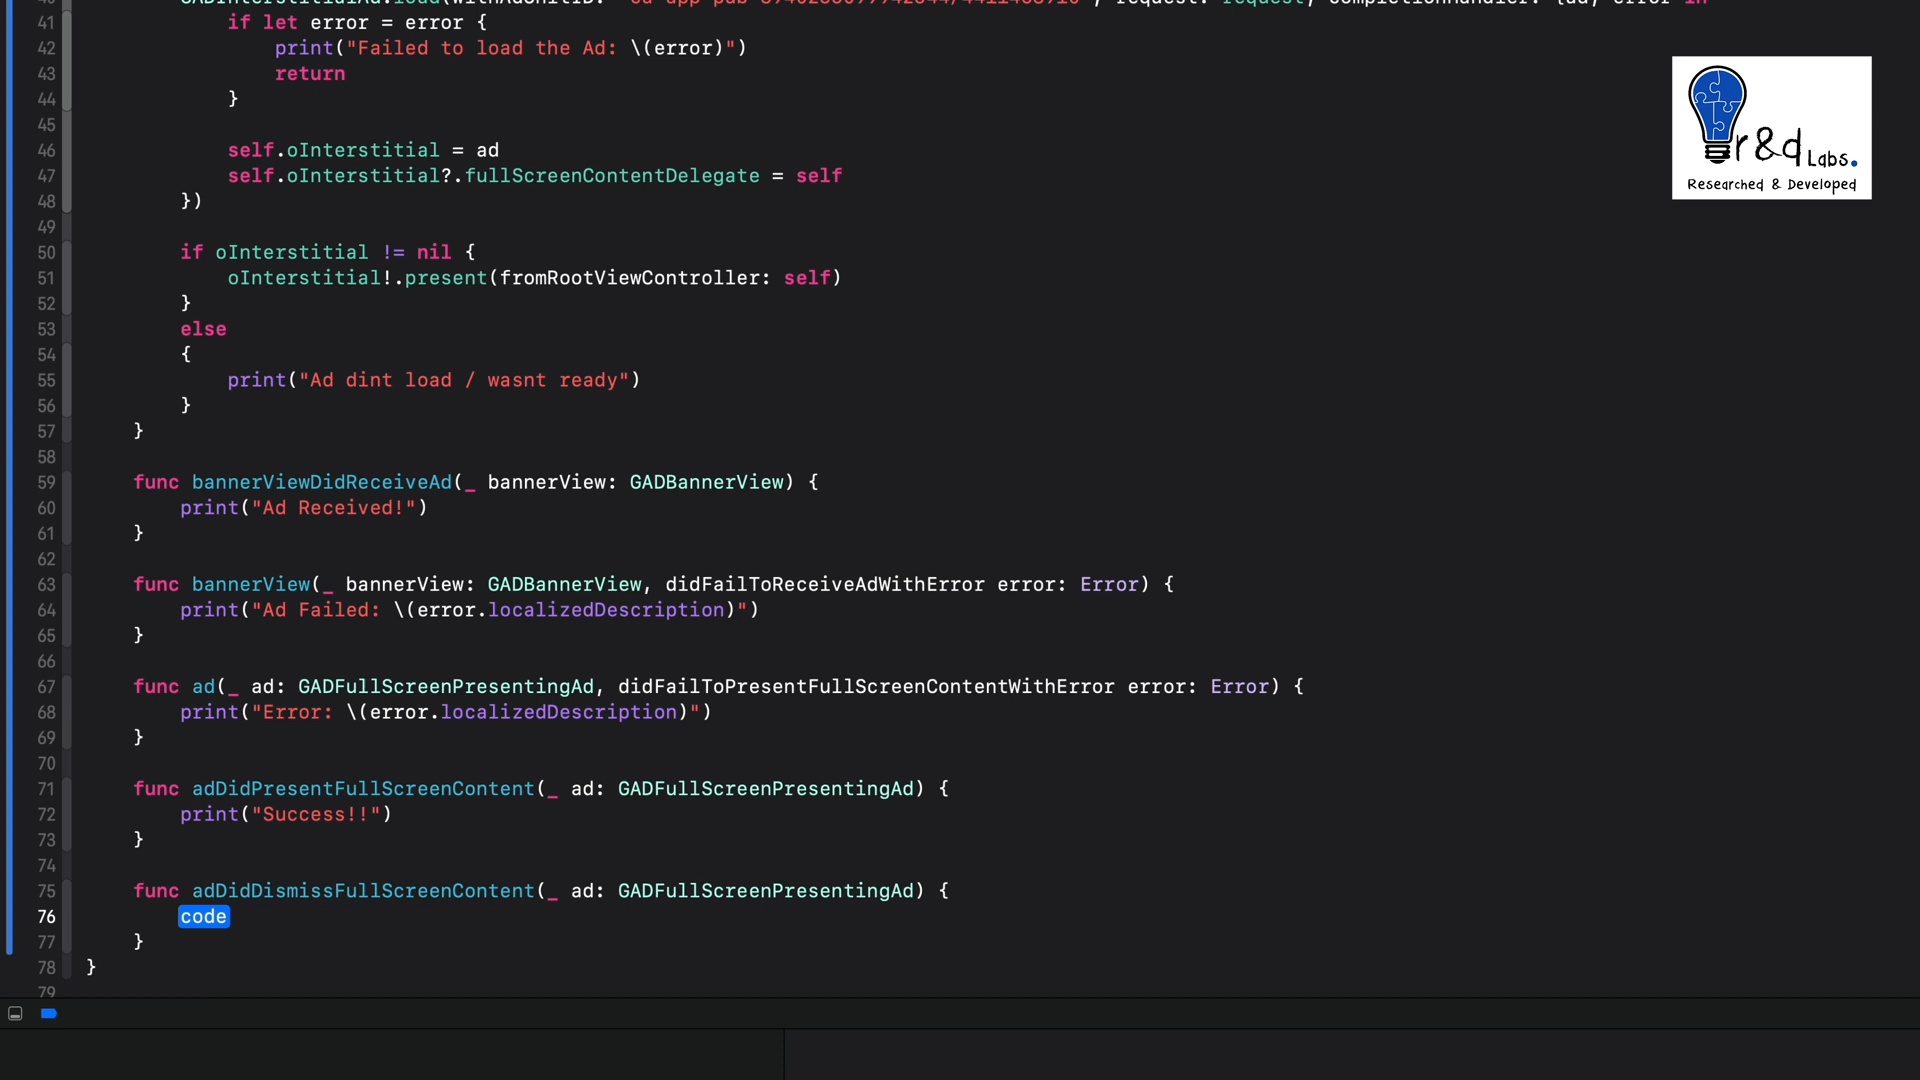 41 if let error = error {
42 print("Failed to load the Ad: \(error)")
43 return
44 }
45
46 self.oInterstitial = ad
47 self.oInterstitial?.fullScreenContentDelegate = self
48 })
49
50 if oInterstitial != nil {
51 oInterstitial!.present(fromRootViewController: self)
52 }
53 else
54 {
55 print("Ad dint load / wasnt ready")
56 }
57 }
58
59 func bannerViewDidReceiveAd(_ bannerView: GADBannerView) {
60 print("Ad Received!")
61 }
62
63 func bannerView(_ bannerView: GADBannerView, didFailToReceiveAdWithError error: Error) {
64 print("Ad Failed: \(error.localizedDescription)")
65 }
66
67 func ad(_ ad: GADFullScreenPresentingAd, didFailToPresentFullScreenContentWithError error: Error) {
68 print("Error: \(error.localizedDescription)")
69 }
70
71 func adDidPresentFullScreenContent(_ ad: GADFullScreenPresentingAd) {
72 print("Success!!")
73 }
74
75 func adDidDismissFullScreenContent(_ ad: GADFullScreenPresentingAd) {
76 code
77 }
78 }
79
r&d Labs.
Researched & Developed